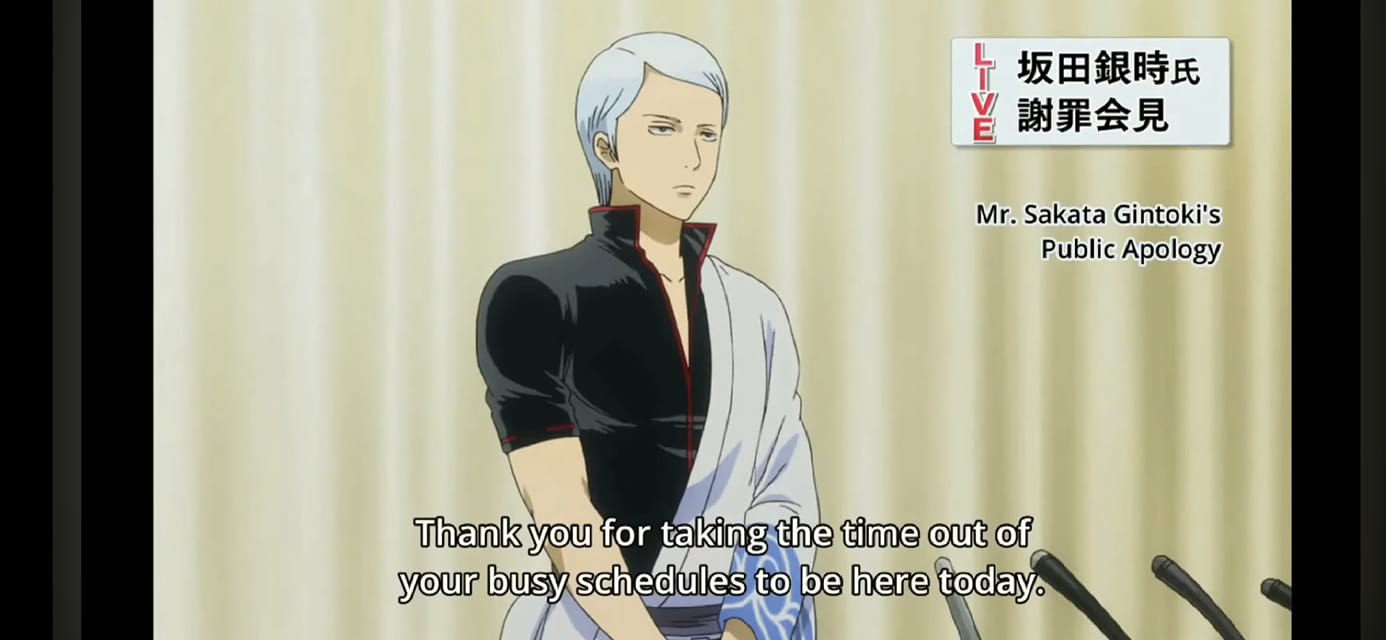 LIVE
坂田銀時氏
謝罪会見
Mr. Sakata Gintoki's
Public Apology
Thank you for taking the time out of
your busy schedules to be here today.